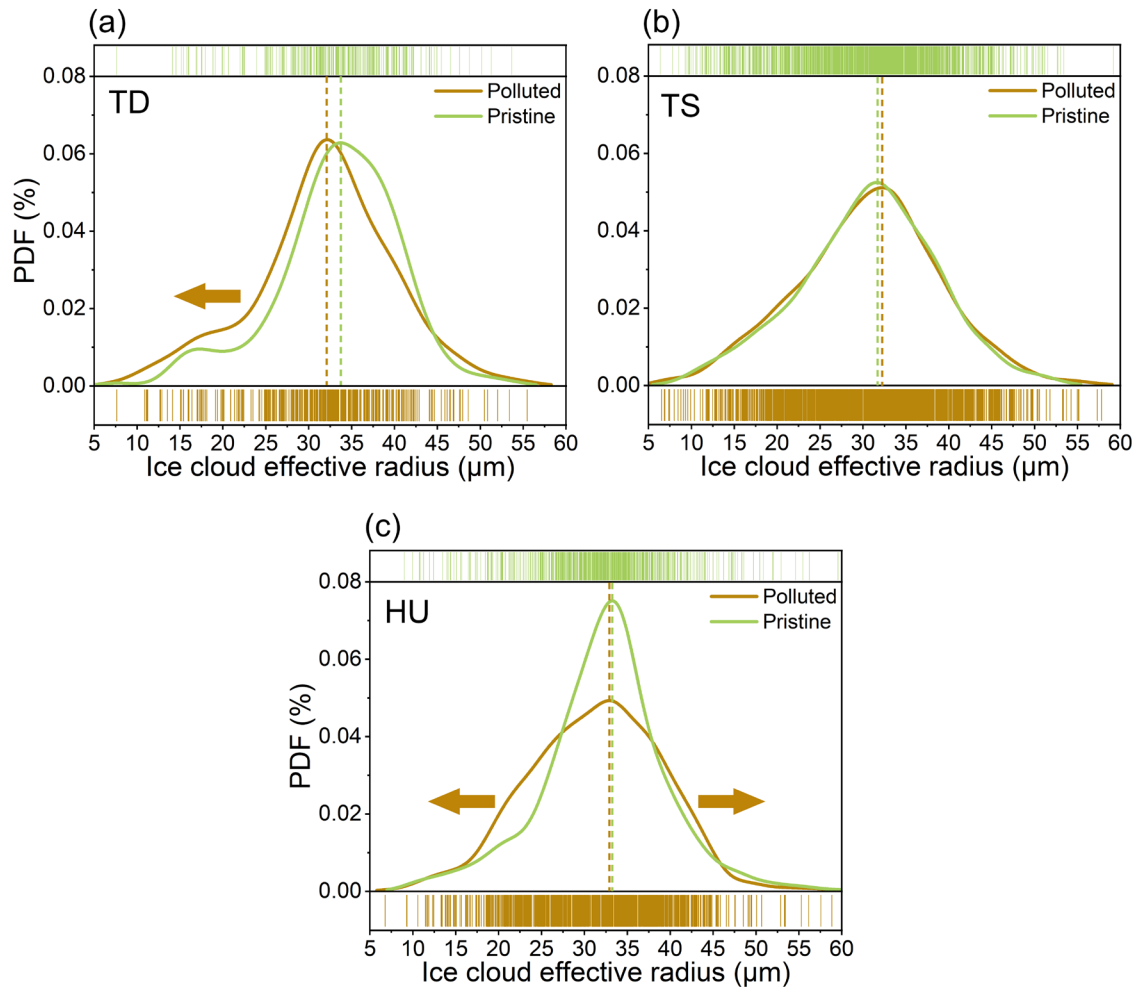 (a)
TD
Polluted
Pristine
PDF (%)
0.08
0.06
0.04
0.02
0.00
5 10 15 20 25 30 35 40 45 50 55 60
Ice cloud effective radius (μm)
(b)
TS
Polluted
Pristine
0.08
0.06
0.04
0.02
0.00
5 10 15 20 25 30 35 40 45 50 55 60
Ice cloud effective radius (μm)
(c)
HU
Polluted
Pristine
PDF (%)
0.08
0.06
0.04
0.02
0.00
5 10 15 20 25 30 35 40 45 50 55 60
Ice cloud effective radius (μm)